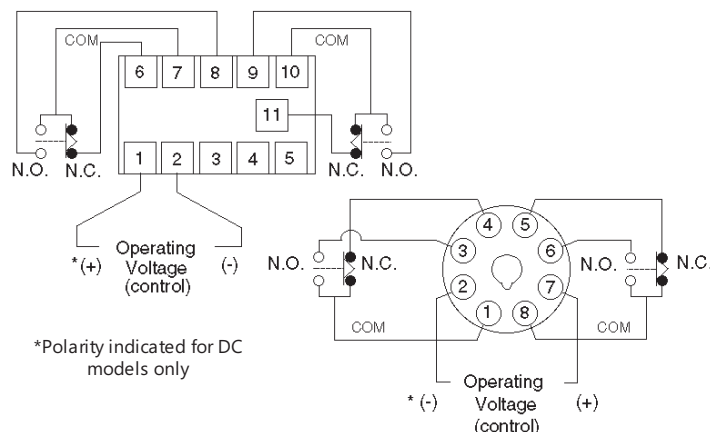 COM
COM
6 7 8 9 10
11
1 2 3 4 5
N.O. N.C.
N.C. N.O.
* (+) Operating
Voltage
(control) (-)
*Polarity indicated for DC
models only
4 5
3 6
2 7
1 8
N.O. N.C.
N.O. N.C.
COM
COM
* (-) Operating
Voltage
(control) (+)